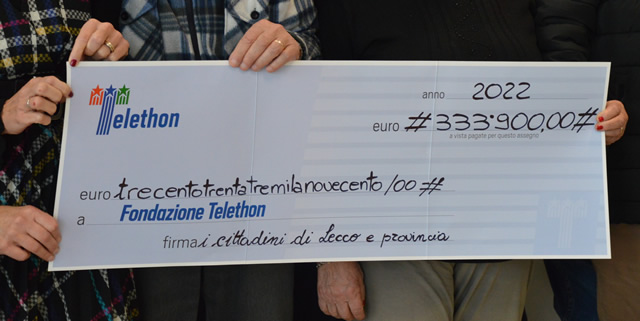 anno 2022
Telethon
euro # 333.900,00 #
a vista pagate per questo assegno
euro trecentotrentatremilanovecento/00 #
a Fondazione Telethon
firma i cittadini di Lecco e provincia